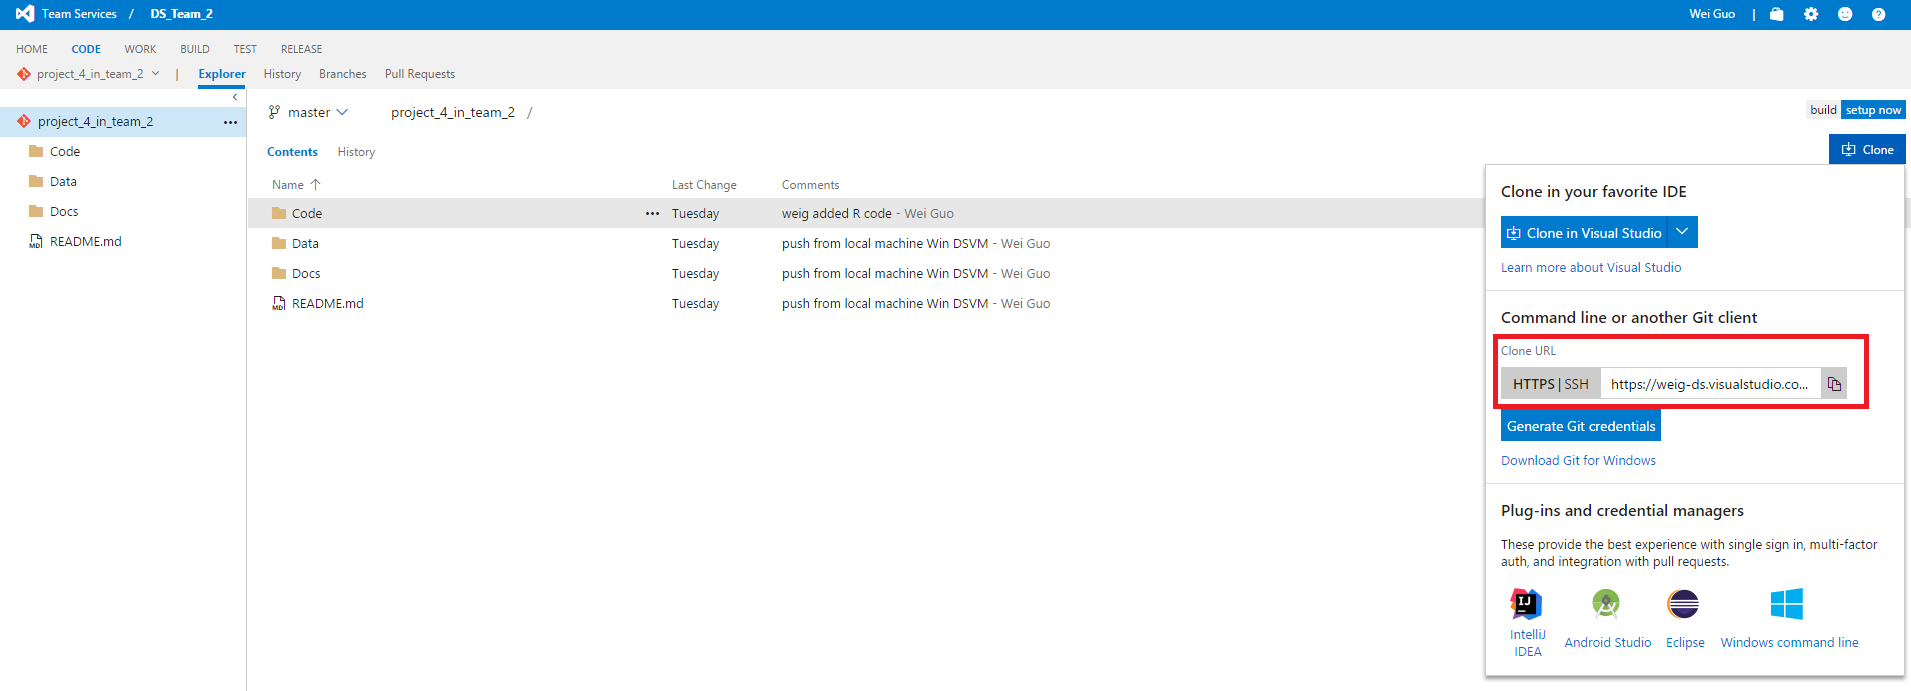 Team Services / DS_Team_2 Wei Guo |
HOME CODE WORK BUILD TEST RELEASE
project_4_in_team_2 | Explorer History Branches Pull Requests
project_4_in_team_2
Code
Data
Docs
README.md
master project_4_in_team_2 /
build setup now
Contents History
Clone
Name Last Change Comments
Code Tuesday weig added R code - Wei Guo
Data Tuesday push from local machine Win DSVM - Wei Guo
Docs Tuesday push from local machine Win DSVM - Wei Guo
README.md Tuesday push from local machine Win DSVM - Wei Guo
Clone in your favorite IDE
Clone in Visual Studio
Learn more about Visual Studio
Command line or another Git client
Clone URL
HTTPS | SSH https://weig-ds.visualstudio.co...
Generate Git credentials
Download Git for Windows
Plug-ins and credential managers
These provide the best experience with single sign in, multi-factor
auth, and integration with pull requests.
IntelliJ
IDEA
Android Studio
Eclipse
Windows command line